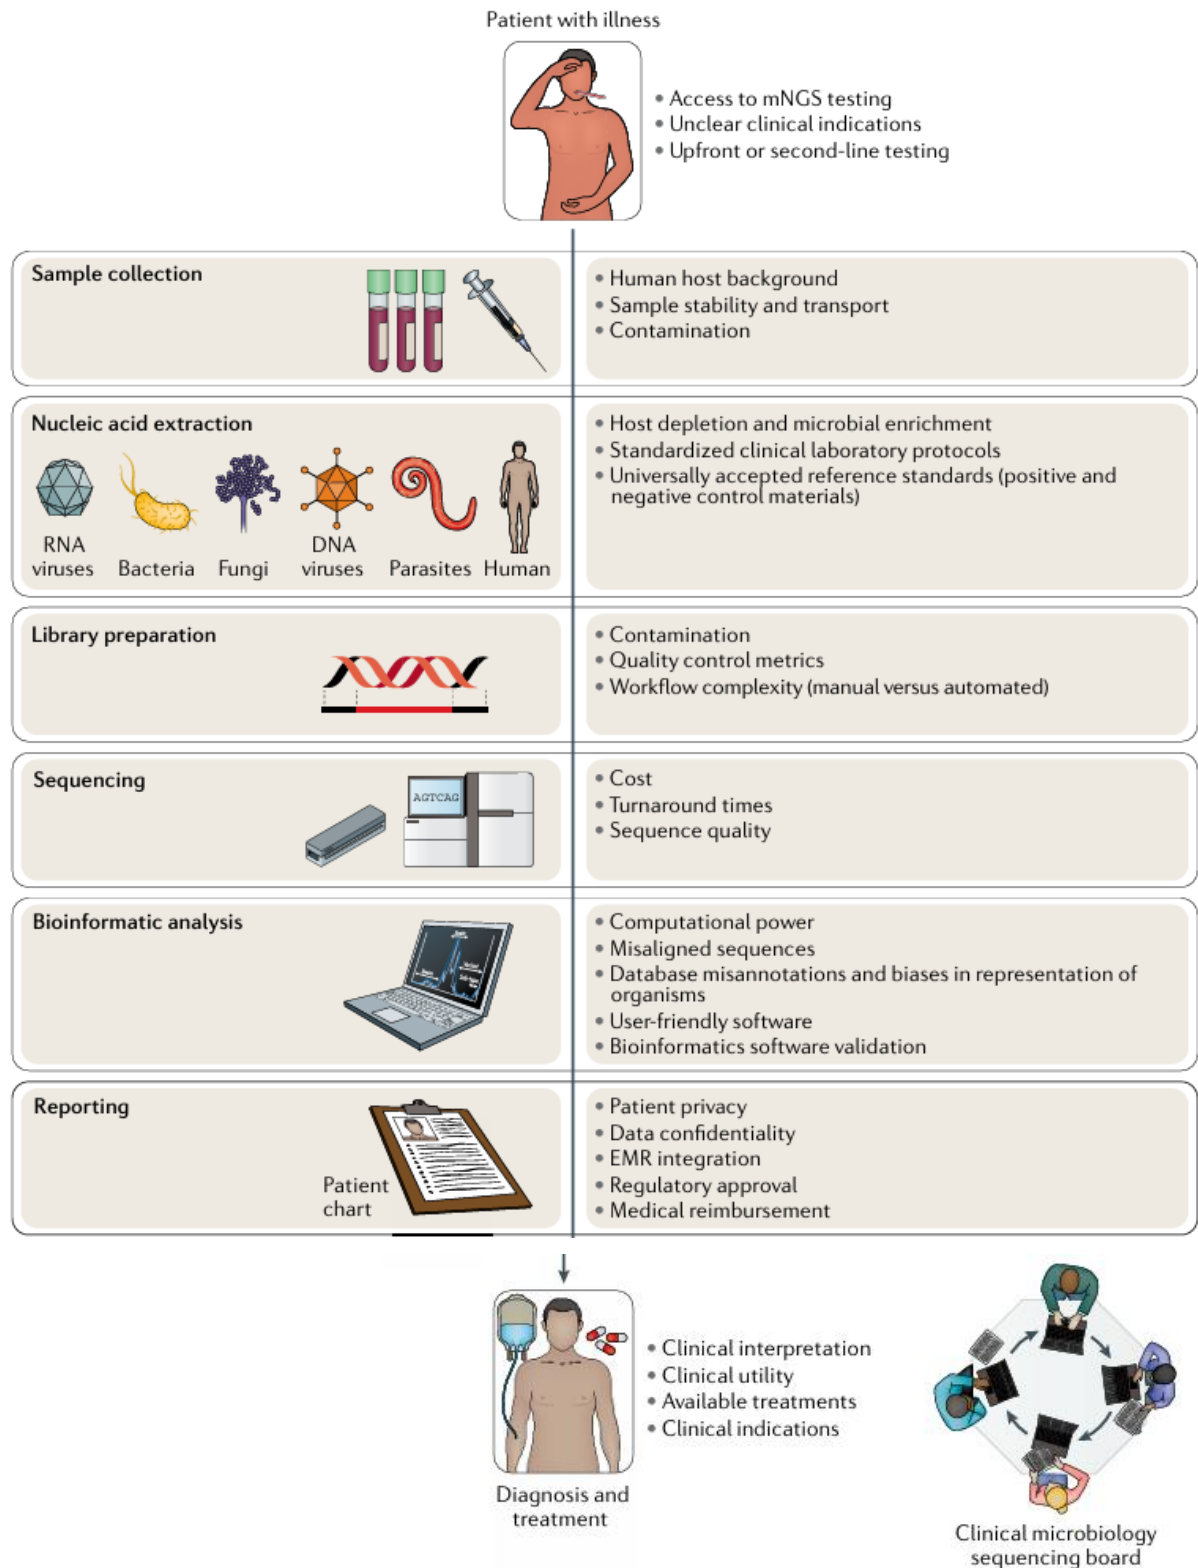 Patient with illness
• Access to mNGS testing
• Unclear clinical indications
• Upfront or second-line testing
Sample collection
• Human host background
• Sample stability and transport
• Contamination
Nucleic acid extraction
RNA
viruses
Bacteria
Fungi
DNA
viruses
Parasites
Human
• Host depletion and microbial enrichment
• Standardized clinical laboratory protocols
• Universally accepted reference standards (positive and
negative control materials)
Library preparation
• Contamination
• Quality control metrics
• Workflow complexity (manual versus automated)
Sequencing
AGTCAG
• Cost
• Turnaround times
• Sequence quality
Bioinformatic analysis
• Computational power
• Misaligned sequences
• Database misannotations and biases in representation of
organisms
• User-friendly software
• Bioinformatics software validation
Reporting
Patient
chart
• Patient privacy
• Data confidentiality
• EMR integration
• Regulatory approval
• Medical reimbursement
• Clinical interpretation
• Clinical utility
• Available treatments
• Clinical indications
Diagnosis and
treatment
Clinical microbiology
sequencing board